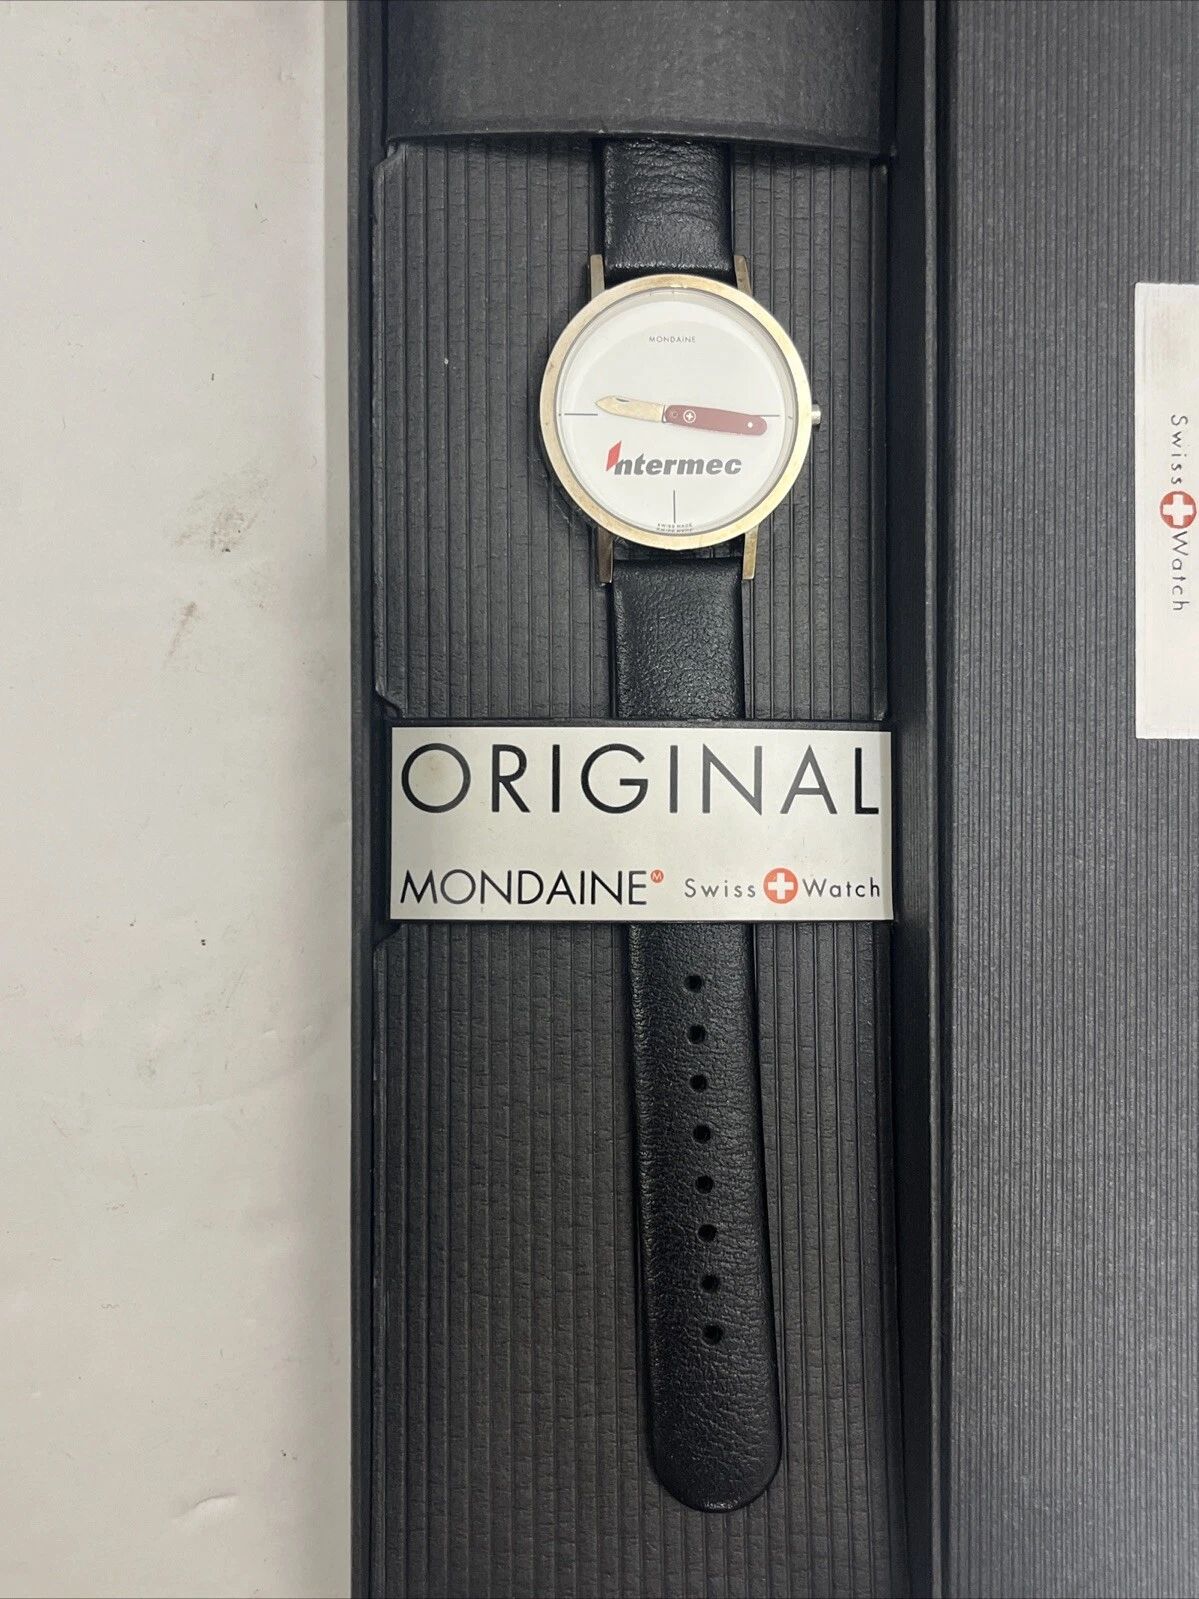 MONDAINE
Intermec
SWISS MADE
ORIGINAL
MONDAINE M Swiss Watch
Swiss Watch